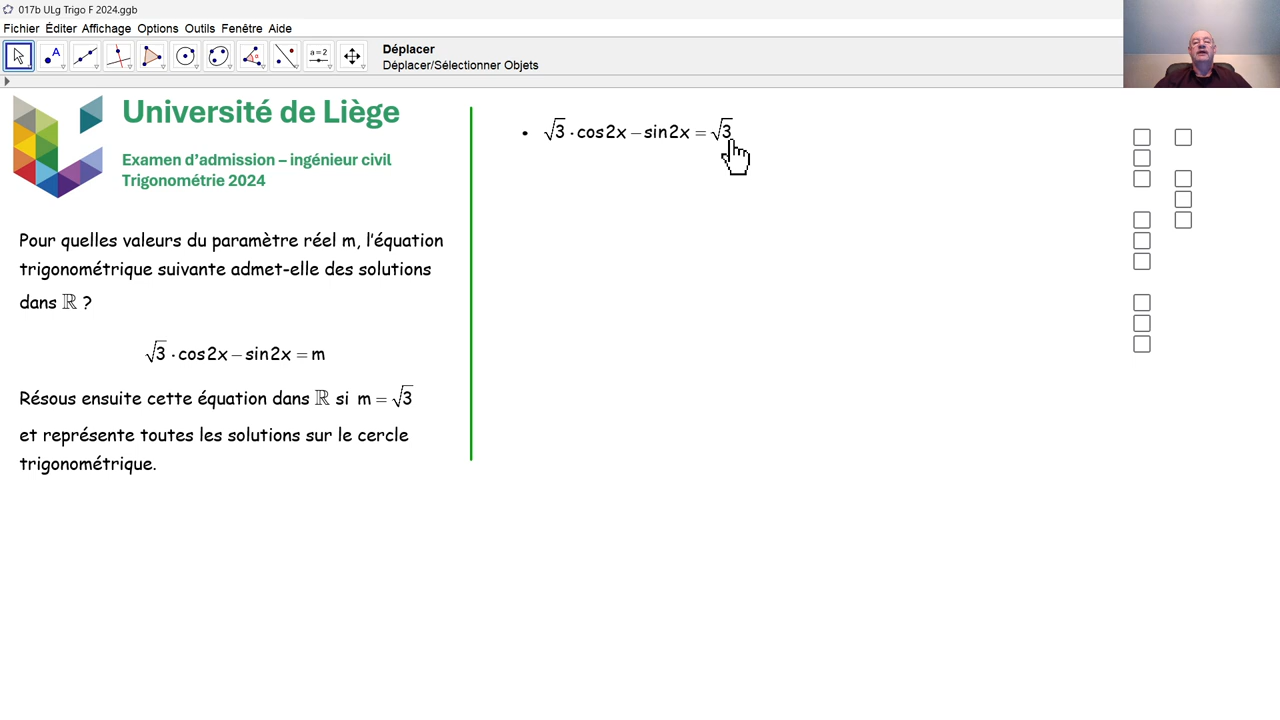 017b ULg Trigo F 2024.ggb
Fichier Éditer Affichage Options Outils Fenêtre Aide
A
a=2
Déplacer
Déplacer/Sélectionner Objets
Université de Liège
Examen d'admission – ingénieur civil
Trigonométrie 2024
Pour quelles valeurs du paramètre réel m, l'équation
trigonométrique suivante admet-elle des solutions
dans ℝ ?
√3 · cos2x – sin2x = m
Résous ensuite cette équation dans ℝ si m = √3
et représente toutes les solutions sur le cercle
trigonométrique.
• √3 · cos2x – sin2x = √3